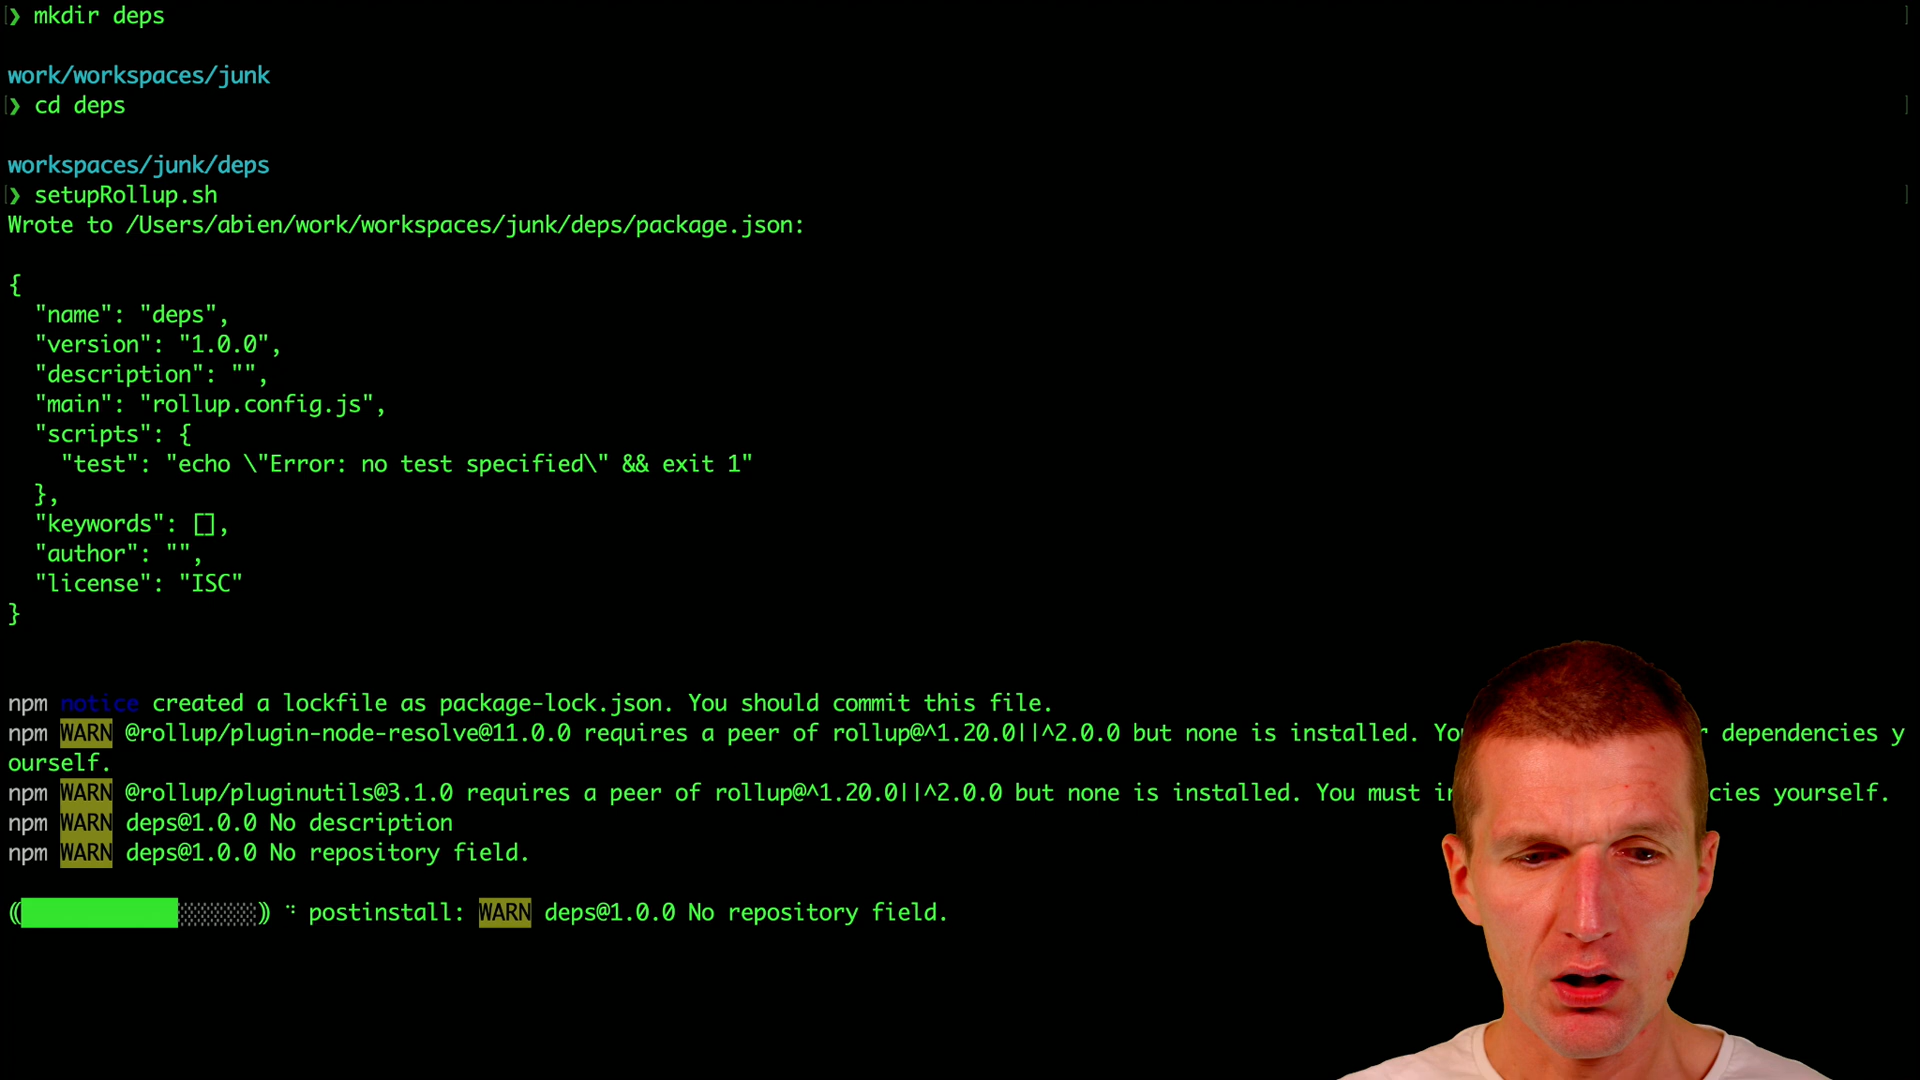 ❯ mkdir deps
work/workspaces/junk
❯ cd deps
workspaces/junk/deps
❯ setupRollup.sh
Wrote to /Users/abien/work/workspaces/junk/deps/package.json:
{
  "name": "deps",
  "version": "1.0.0",
  "description": "",
  "main": "rollup.config.js",
  "scripts": {
    "test": "echo \"Error: no test specified\" && exit 1"
  },
  "keywords": [],
  "author": "",
  "license": "ISC"
}
npm notice created a lockfile as package-lock.json. You should commit this file.
npm WARN @rollup/plugin-node-resolve@11.0.0 requires a peer of rollup@^1.20.0||^2.0.0 but none is installed. dependencies y
ourself.
npm WARN @rollup/pluginutils@3.1.0 requires a peer of rollup@^1.20.0||^2.0.0 but none is installed. You must yourself.
npm WARN deps@1.0.0 No description
npm WARN deps@1.0.0 No repository field.
postinstall: WARN deps@1.0.0 No repository field.